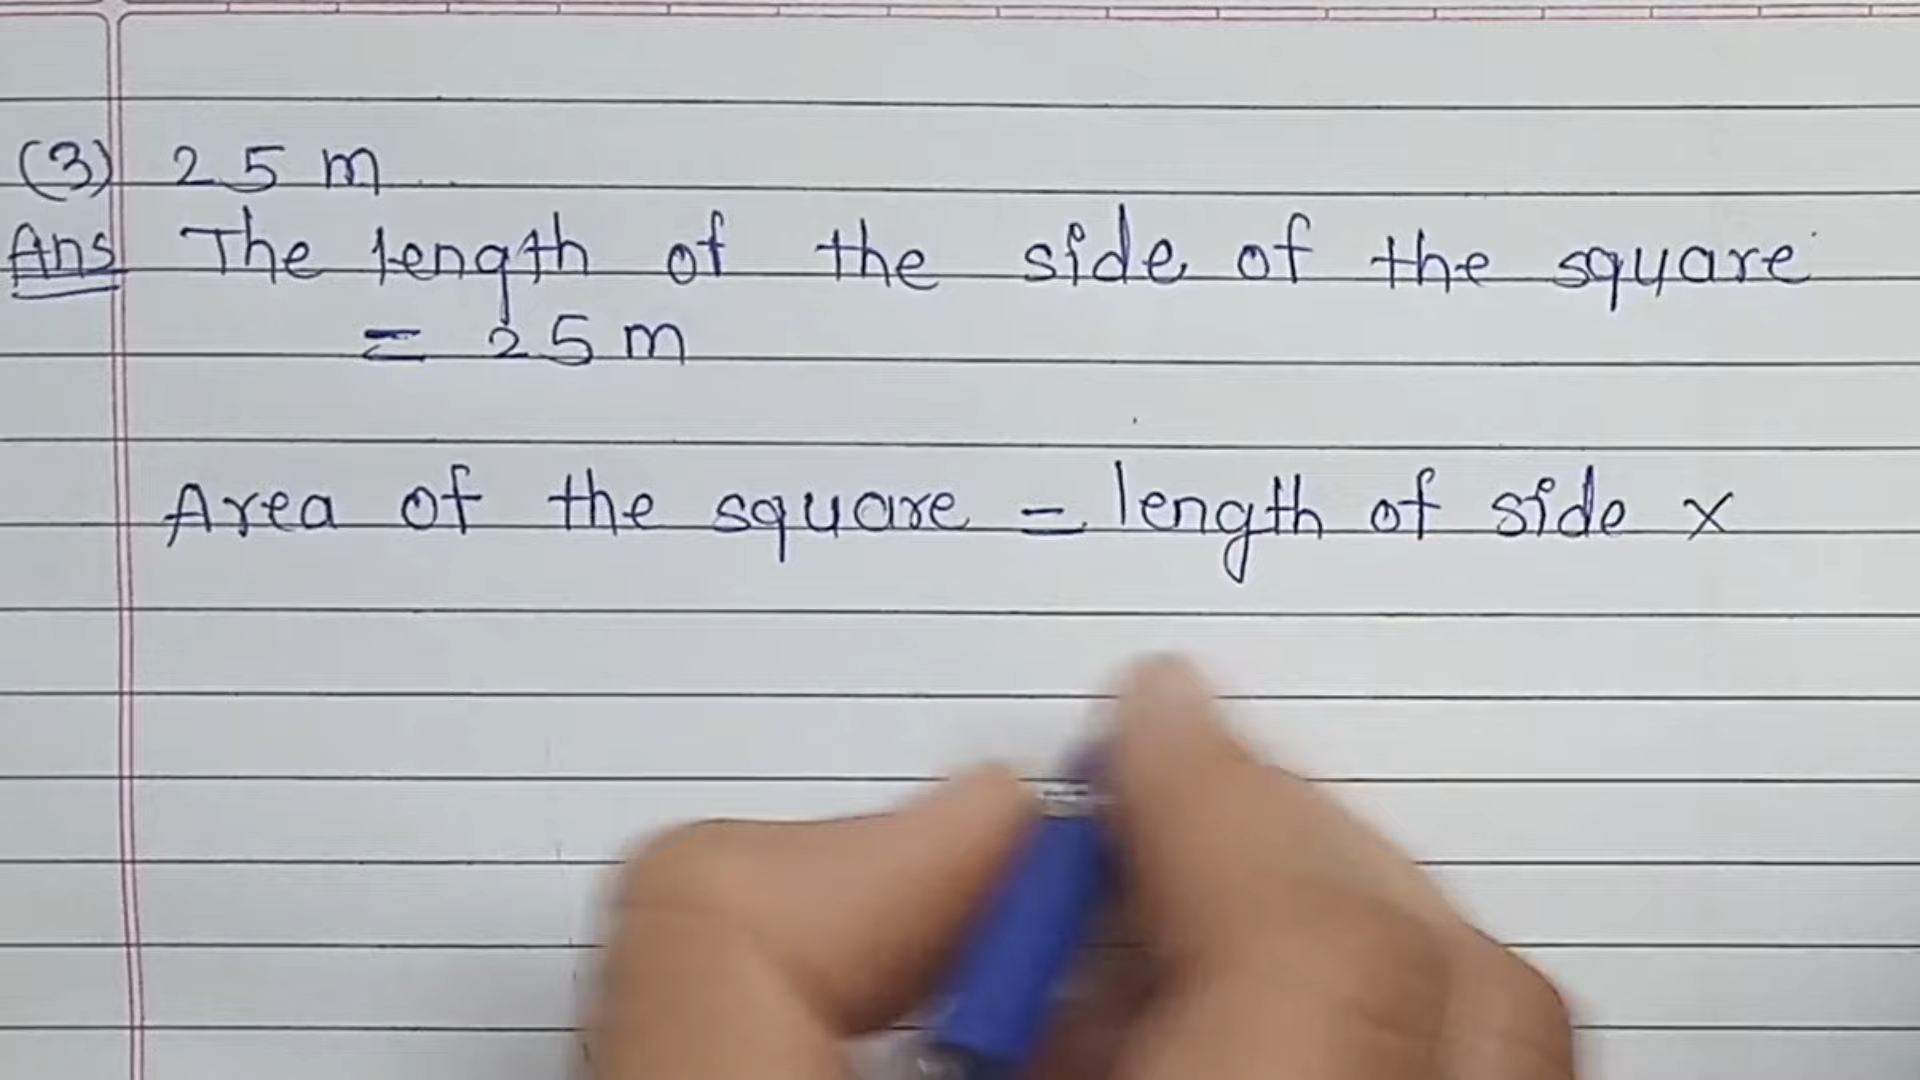 (3) 25 m
Ans The length of the side of the square
= 25 m
Area of the square = length of side ×